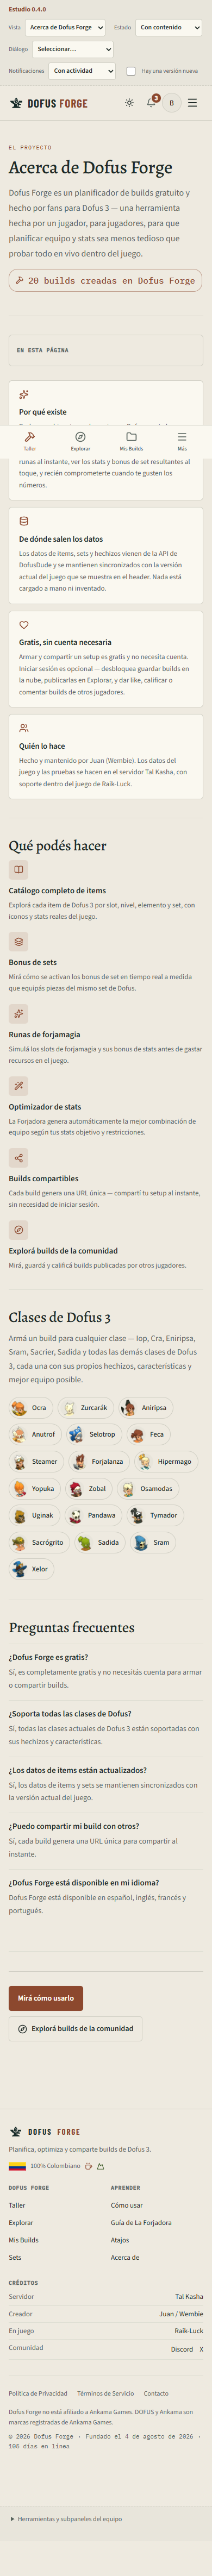 Estudio 0.4.0
Vista Acerca de Dofus Forge Estado Con contenido
Diálogo Seleccionar...
Notificaciones Con actividad Hay una versión nueva
DOFUS FORGE 3 B
EL PROYECTO
Acerca de Dofus Forge
Dofus Forge es un planificador de builds gratuito y
hecho por fans para Dofus 3 — una herramienta
hecha por un jugador, para jugadores, para que
planificar equipo y stats sea menos tedioso que
probar todo en vivo dentro del juego.
20 builds creadas en Dofus Forge
EN ESTA PÁGINA
Por qué existe
Taller Explorar Mis Builds Más
runas al instante, ver los stats y bonus de set resultantes al
toque, y recién comprometerte cuando te gusten los
números.
De dónde salen los datos
Los datos de items, sets y hechizos vienen de la API de
DofusDude y se mantienen sincronizados con la versión
actual del juego que se muestra en el header. Nada está
cargado a mano ni inventado.
Gratis, sin cuenta necesaria
Armar y compartir un setup es gratis y no necesita cuenta.
Iniciar sesión es opcional — desbloquea guardar builds en
la nube, publicarlas en Explorar, y dar like, calificar o
comentar builds de otros jugadores.
Quién lo hace
Hecho y mantenido por Juan (Wembie). Los datos del
juego y las pruebas se hacen en el servidor Tal Kasha, con
soporte dentro del juego de Raik-Luck.
Qué podés hacer
Catálogo completo de items
Explorá cada ítem de Dofus 3 por slot, nivel, elemento y set, con
iconos y stats reales del juego.
Bonus de sets
Mirá cómo se activan los bonus de set en tiempo real a medida
que equipás piezas del mismo set de Dofus.
Runas de forjamagia
Simulá los slots de forjamagia y sus bonus de stats antes de gastar
recursos en el juego.
Optimizador de stats
La Forjadora genera automáticamente la mejor combinación de
equipo según tus stats objetivo y restricciones.
Builds compartibles
Cada build genera una URL única — compartí tu setup al instante,
sin necesidad de iniciar sesión.
Explorá builds de la comunidad
Mirá, guardá y calificá builds publicadas por otros jugadores.
Clases de Dofus 3
Armá un build para cualquier clase — Iop, Cra, Eniripsa,
Sram, Sacrier, Sadida y todas las demás clases de Dofus
3, cada una con sus propios hechizos, características y
mejor equipo posible.
Ocra Zurcarák Aniripsa
Anutrof Selotrop Feca
Steamer Forjalanza Hipermago
Yopuka Zobal Osamodas
Uginak Pandawa Tymador
Sacrógrito Sadida Sram
Xelor
Preguntas frecuentes
¿Dofus Forge es gratis?
Sí, es completamente gratis y no necesitás cuenta para armar
o compartir builds.
¿Soporta todas las clases de Dofus?
Sí, todas las clases actuales de Dofus 3 están soportadas con
sus hechizos y características.
¿Los datos de items están actualizados?
Sí, los datos de items y sets se mantienen sincronizados con
la versión actual del juego.
¿Puedo compartir mi build con otros?
Sí, cada build genera una URL única para compartir al
instante.
¿Dofus Forge está disponible en mi idioma?
Dofus Forge está disponible en español, inglés, francés y
portugués.
Mirá cómo usarlo
Explorá builds de la comunidad
DOFUS FORGE
Planifica, optimiza y comparte builds de Dofus 3.
100% Colombiano
DOFUS FORGE APRENDER
Taller Cómo usar
Explorar Guía de La Forjadora
Mis Builds Atajos
Sets Acerca de
CRÉDITOS
Servidor Tal Kasha
Creador Juan / Wembie
En juego Raik-Luck
Comunidad Discord X
Política de Privacidad Términos de Servicio Contacto
Dofus Forge no está afiliado a Ankama Games. DOFUS y Ankama son
marcas registradas de Ankama Games.
© 2026 Dofus Forge · Fundado el 4 de agosto de 2026 ·
105 días en línea
Herramientas y subpaneles del equipo